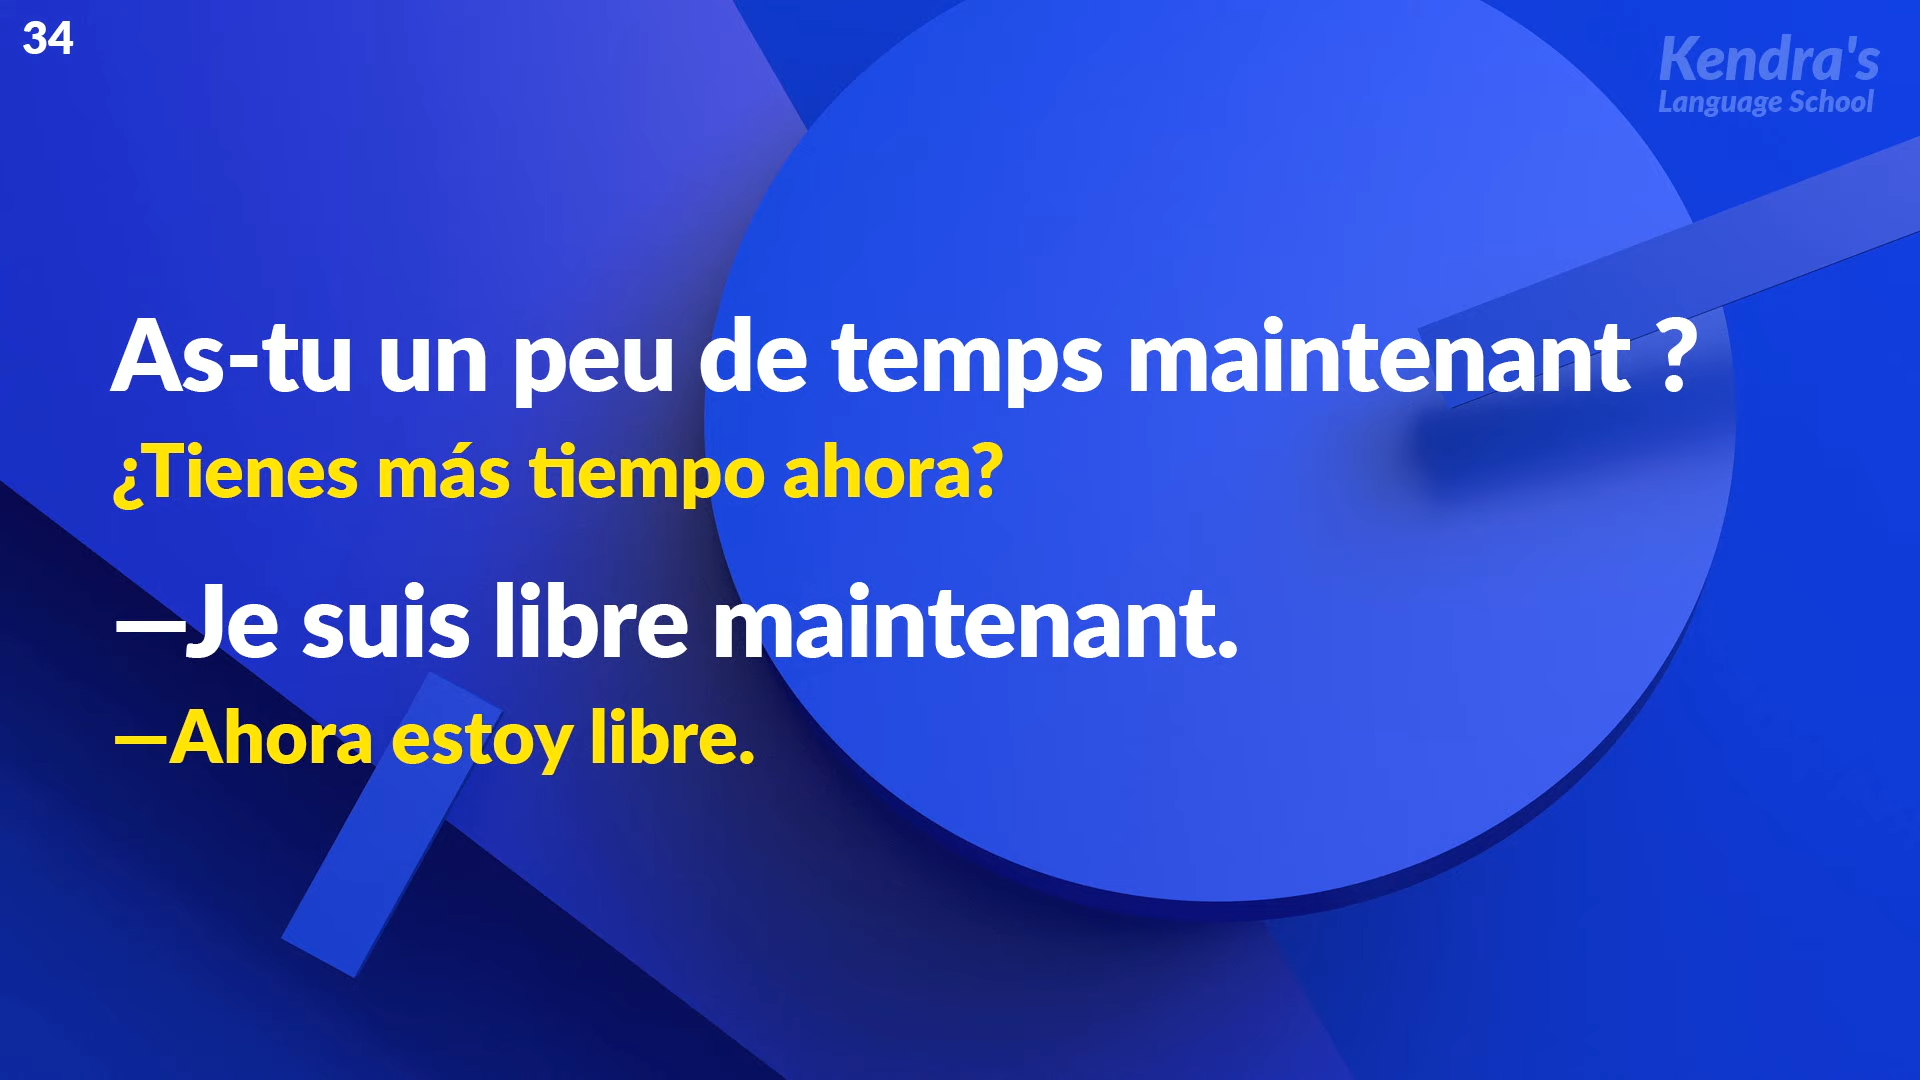 34
Kendra's
Language School
As-tu un peu de temps maintenant ?
¿Tienes más tiempo ahora?
—Je suis libre maintenant.
—Ahora estoy libre.